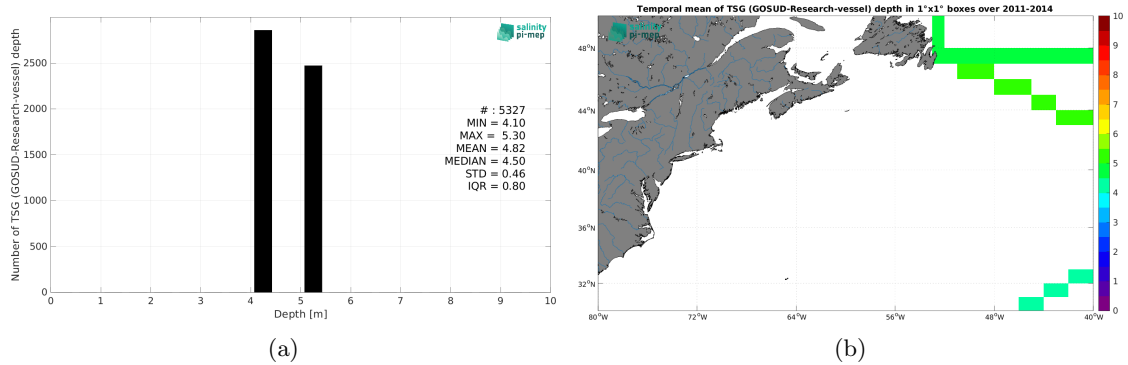 salinity
pi-mep
Number of TSG (GOSUD-Research-vessel) depth
2500
2000
1500
1000
500
0
# : 5327
MIN = 4.10
MAX = 5.30
MEAN = 4.82
MEDIAN = 4.50
STD = 0.46
IQR = 0.80
0 1 2 3 4 5 6 7 8 9 10
Depth [m]
(a)
Temporal mean of TSG (GOSUD-Research-vessel) depth in 1°x1° boxes over 2011-2014
salinity
pi-mep
48°N
44°N
40°N
36°N
32°N
80°W 72°W 64°W 56°W 48°W 40°W
10
9
8
7
6
5
4
3
2
1
0
(b)